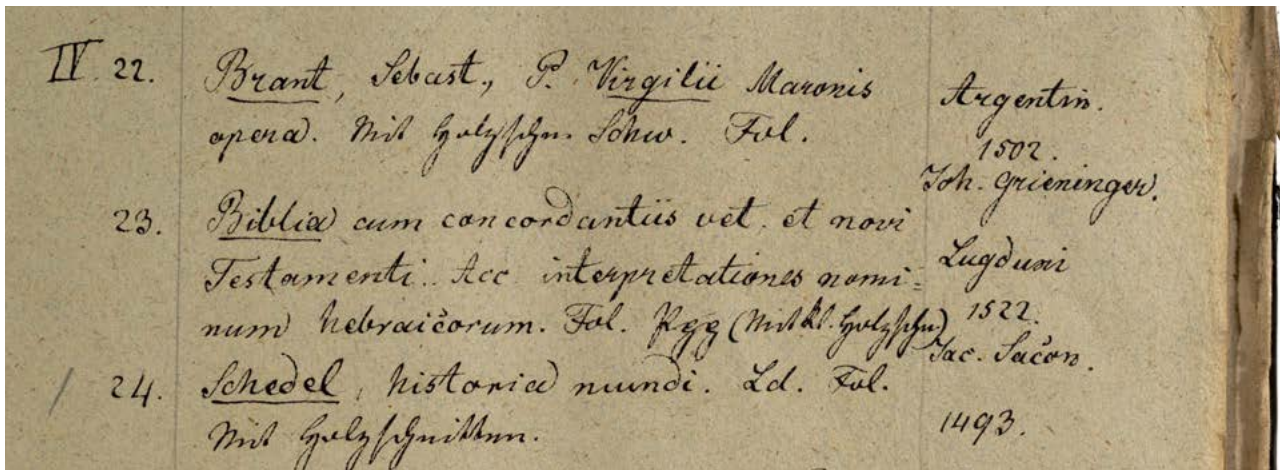 IV. 22. Brant, Sebast., P. Virgilii Maronis
opera. Mit Holzschn. Schw. Fol.
Argentin.
1502.
Joh. Grieninger.
23. Biblia cum concordantiis vet. et novi
Testamenti. Acc interpretationes nomi=
num hebraicorum. Fol. (Mit kl. Holzschn.)
Lugduni
1522.
Jac. Sacon.
24. Schedel, historia mundi. Ld. Fol.
Mit Holzschnitten.
1493.